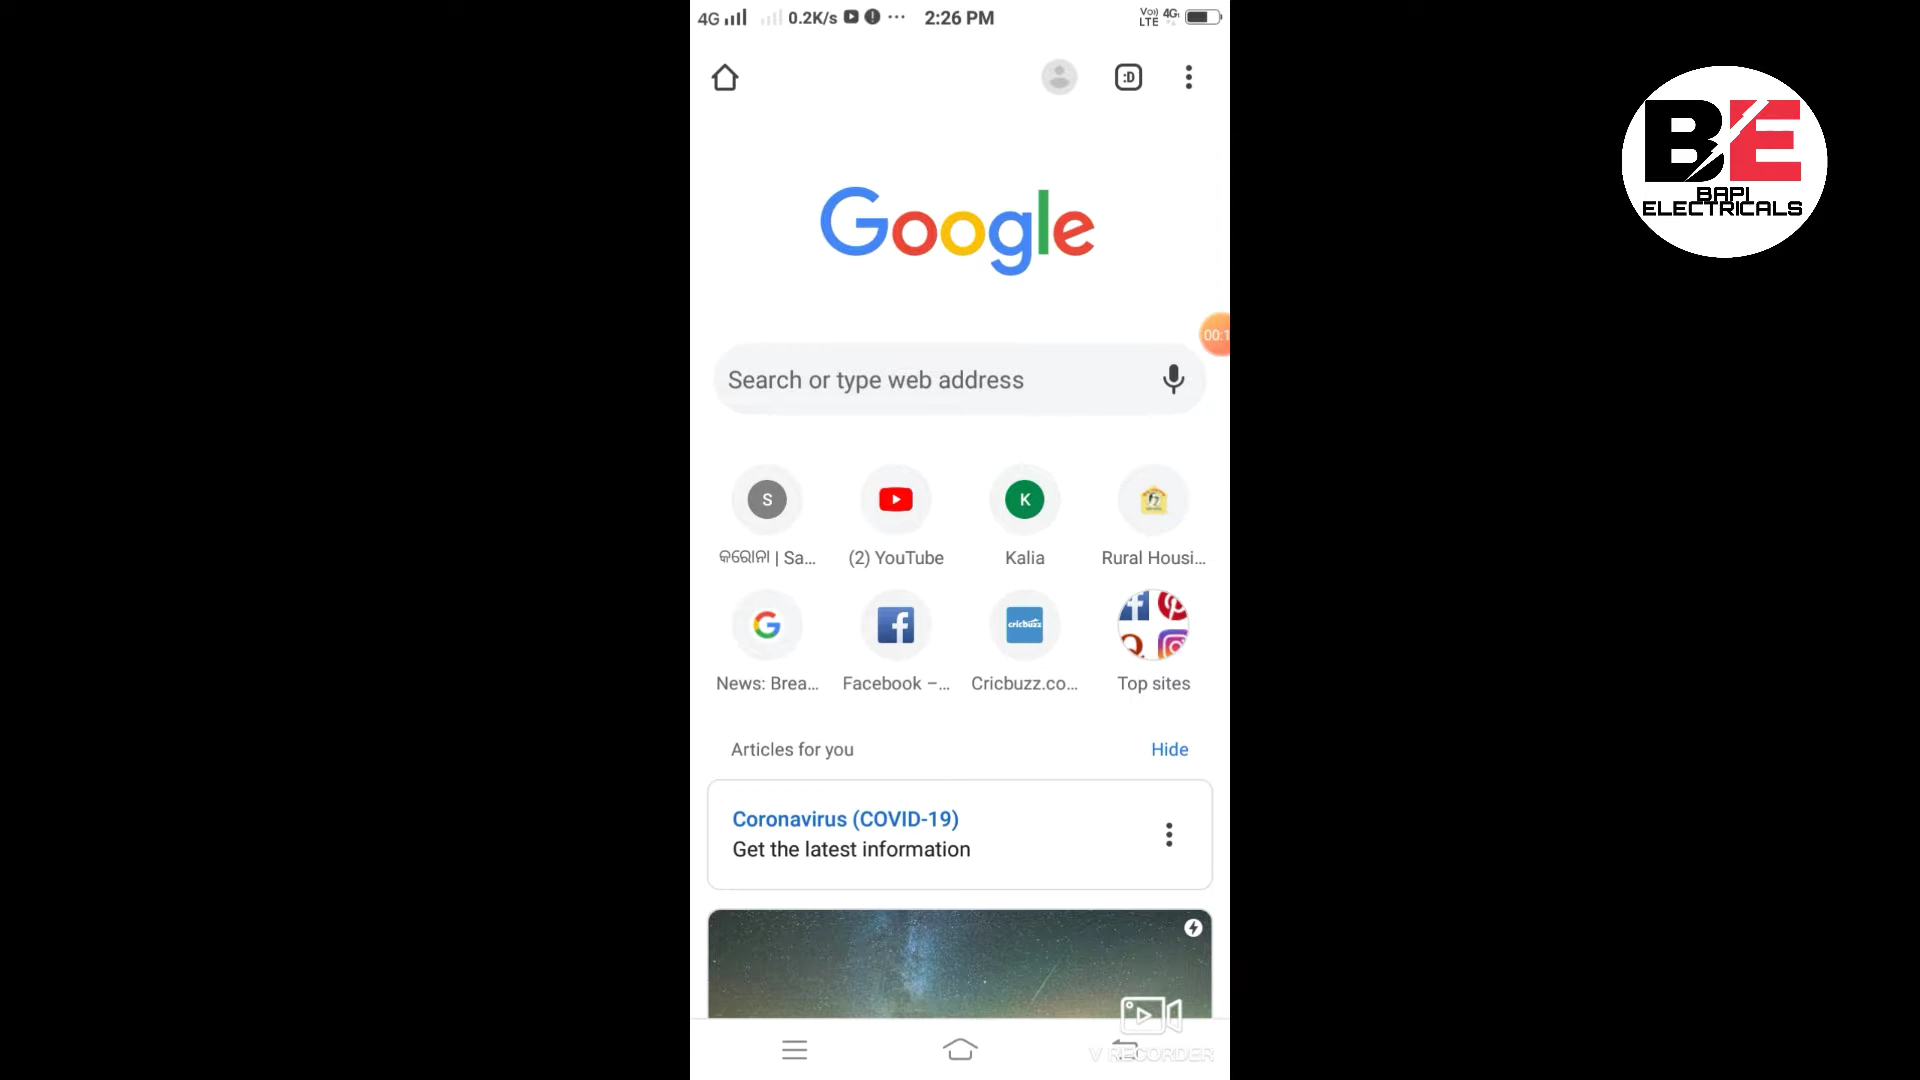 4G 0.2K/s ... 2:26 PM Vo)) LTE 4G
:D
BE
BAPI
ELECTRICALS
Google
00:1
Search or type web address
S
K
କରୋନା | Sa...
(2) YouTube
Kalia
Rural Housi...
cricbuzz
News: Brea...
Facebook –...
Cricbuzz.co...
Top sites
Articles for you
Hide
Coronavirus (COVID-19)
Get the latest information
V RECORDER